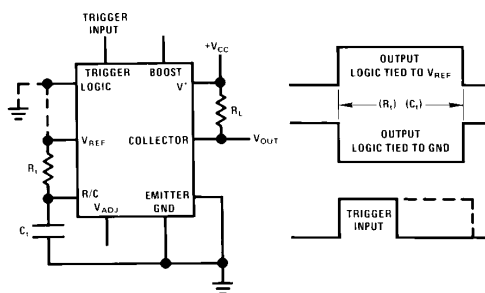 TRIGGER
INPUT
+VCC
TRIGGER BOOST
LOGIC V+
RL
VREF COLLECTOR VOUT
R1
R/C EMITTER
VADJ GND
C1
OUTPUT
LOGIC TIED TO VREF
(R1) (C1)
OUTPUT
LOGIC TIED TO GND
TRIGGER
INPUT